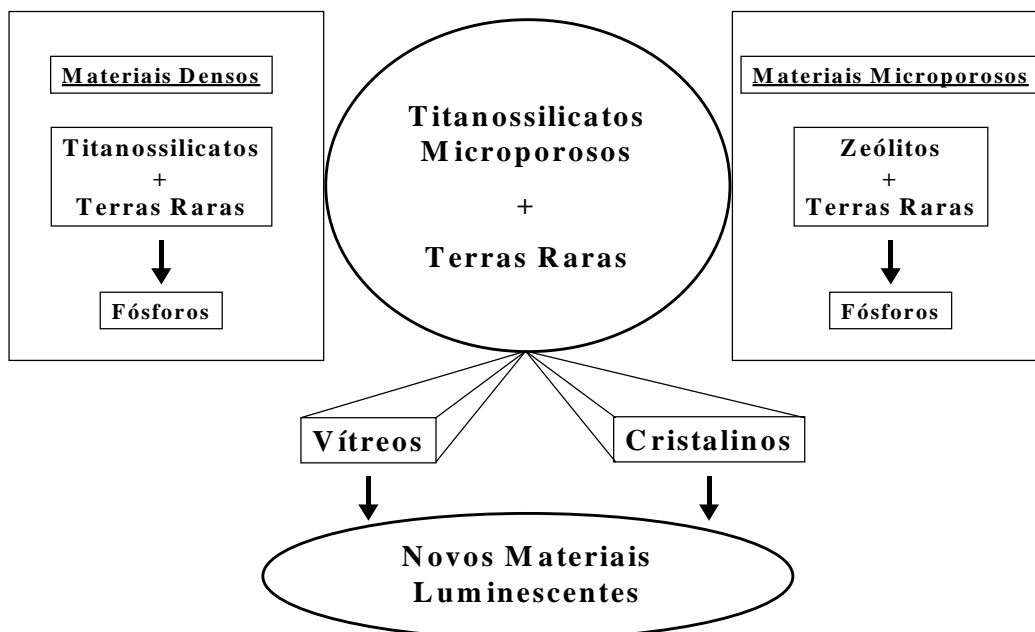 Materiais Densos
Titanossilicatos
+
Terras Raras
Fósforos
Titanossilicatos
Microporosos
+
Terras Raras
Materiais Microporosos
Zeólitos
+
Terras Raras
Fósforos
Vítreos
Cristalinos
Novos Materiais
Luminescentes